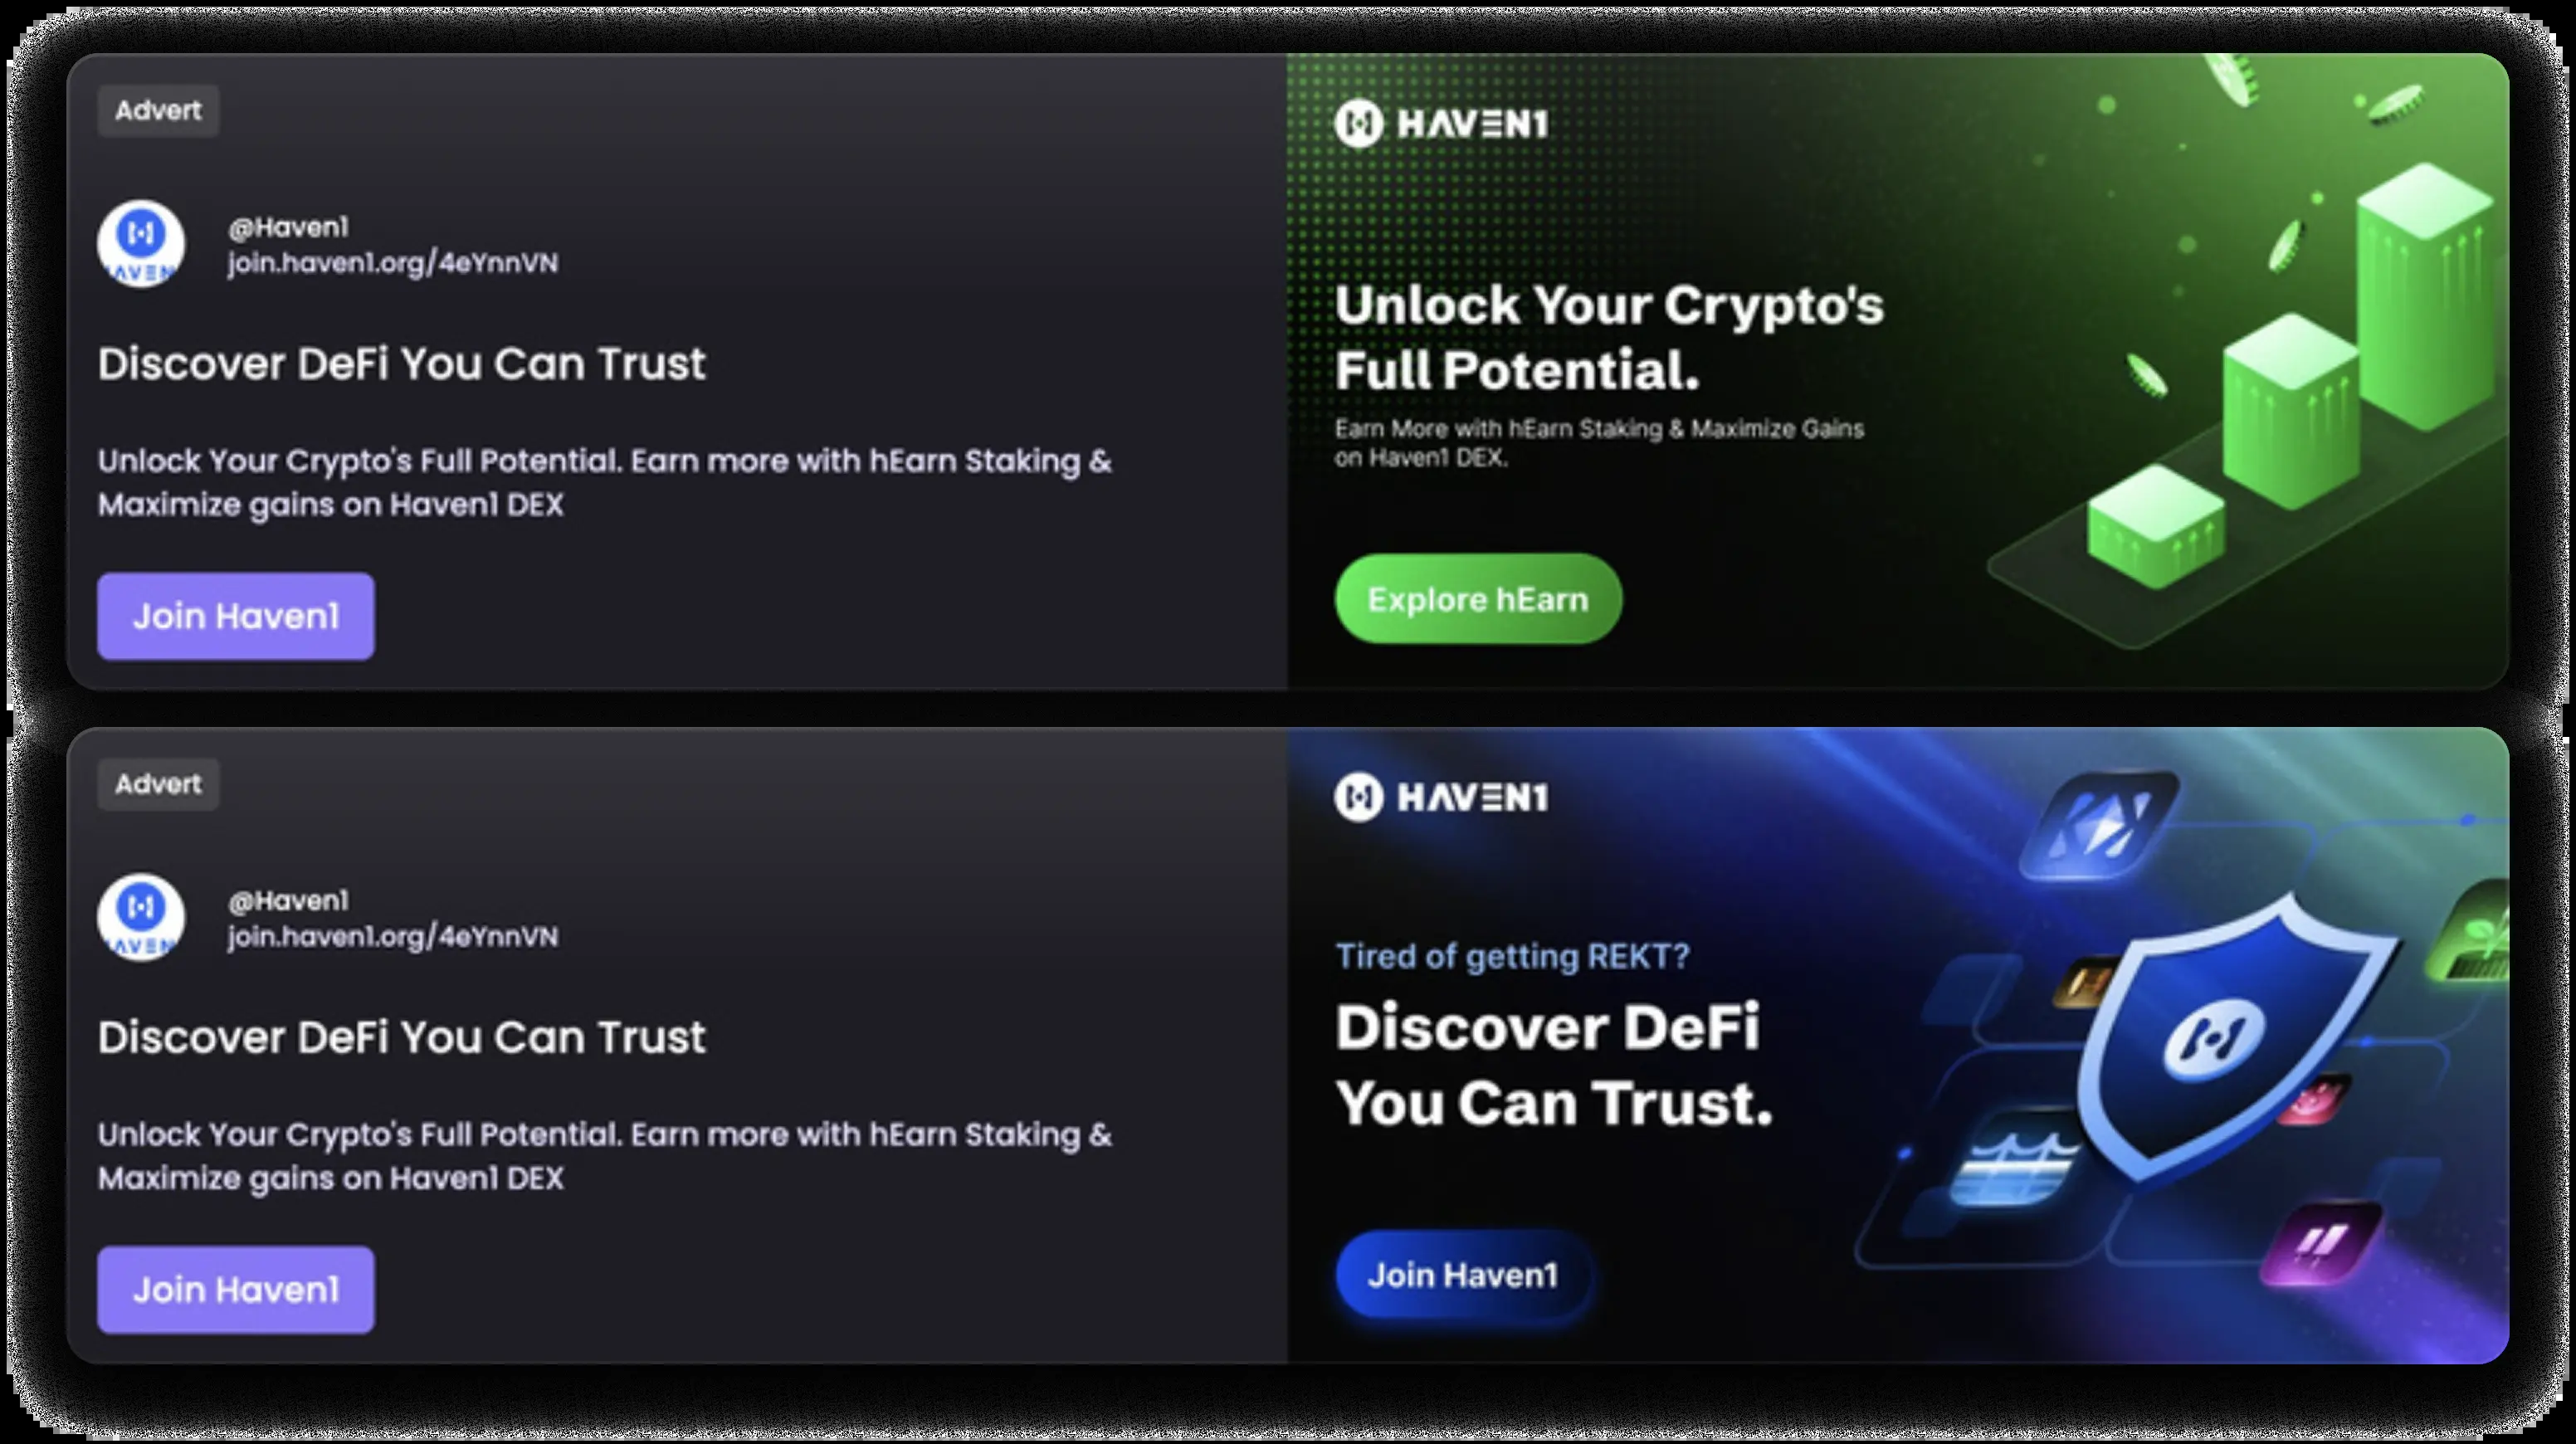 Advert
@Haven1
join.haven1.org/4eYnnVN
Discover DeFi You Can Trust
Unlock Your Crypto's Full Potential. Earn more with hEarn Staking &
Maximize gains on Haven1 DEX
Join Haven1
HAVEN1
Unlock Your Crypto's
Full Potential.
Earn More with hEarn Staking & Maximize Gains
on Haven1 DEX.
Explore hEarn
Advert
@Haven1
join.haven1.org/4eYnnVN
Discover DeFi You Can Trust
Unlock Your Crypto's Full Potential. Earn more with hEarn Staking &
Maximize gains on Haven1 DEX
Join Haven1
HAVEN1
Tired of getting REKT?
Discover DeFi
You Can Trust.
Join Haven1